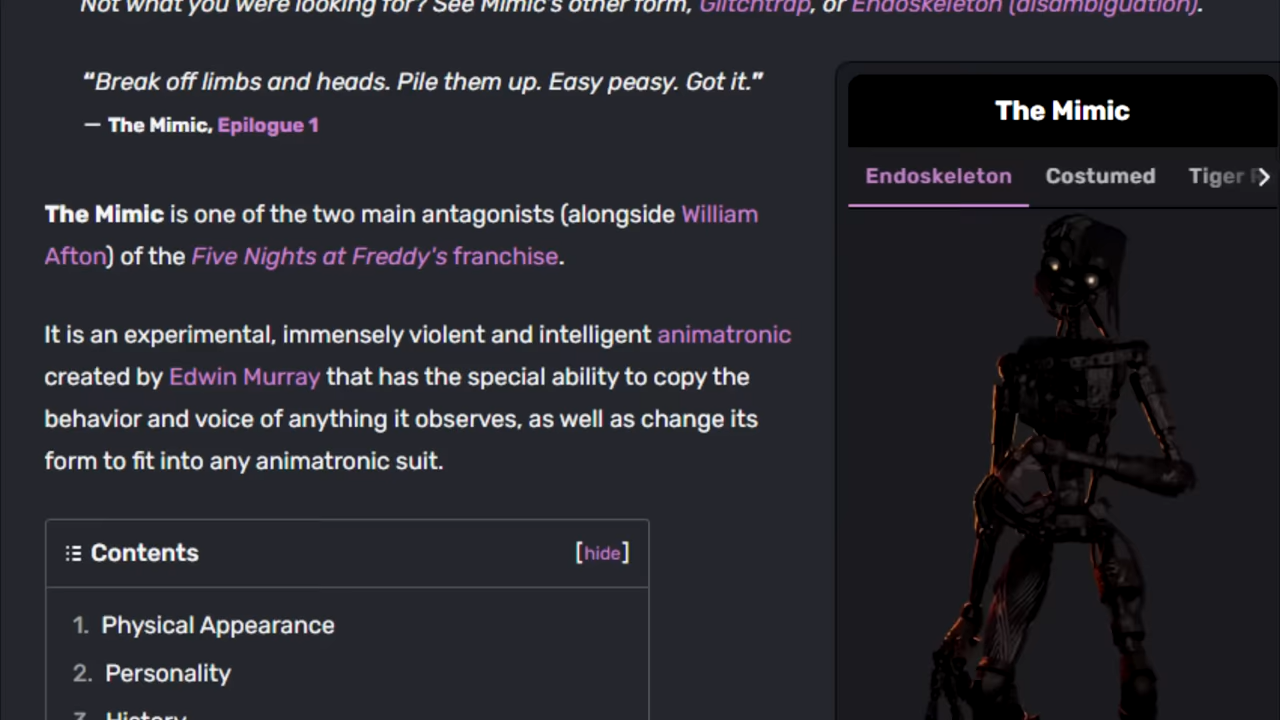 Not what you were looking for? See Mimic's other form, Glitchtrap, or Endoskeleton (disambiguation).
“Break off limbs and heads. Pile them up. Easy peasy. Got it.”
— The Mimic, Epilogue 1
The Mimic is one of the two main antagonists (alongside William
Afton) of the Five Nights at Freddy's franchise.
It is an experimental, immensely violent and intelligent animatronic
created by Edwin Murray that has the special ability to copy the
behavior and voice of anything it observes, as well as change its
form to fit into any animatronic suit.
Contents [hide]
1. Physical Appearance
2. Personality
3. History
The Mimic
Endoskeleton Costumed Tiger